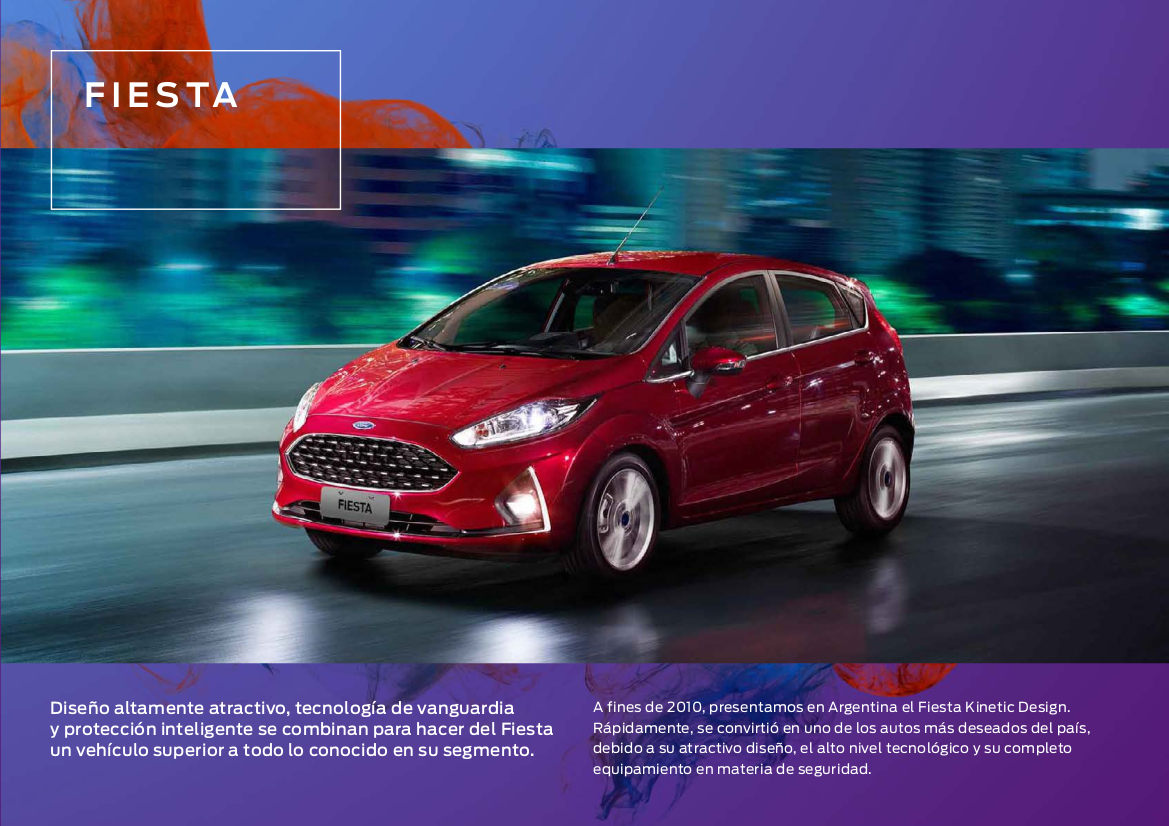 FIESTA
Ford
FIESTA
Diseño altamente atractivo, tecnología de vanguardia
y protección inteligente se combinan para hacer del Fiesta
un vehículo superior a todo lo conocido en su segmento.
A fines de 2010, presentamos en Argentina el Fiesta Kinetic Design.
Rápidamente, se convirtió en uno de los autos más deseados del país,
debido a su atractivo diseño, el alto nivel tecnológico y su completo
equipamiento en materia de seguridad.